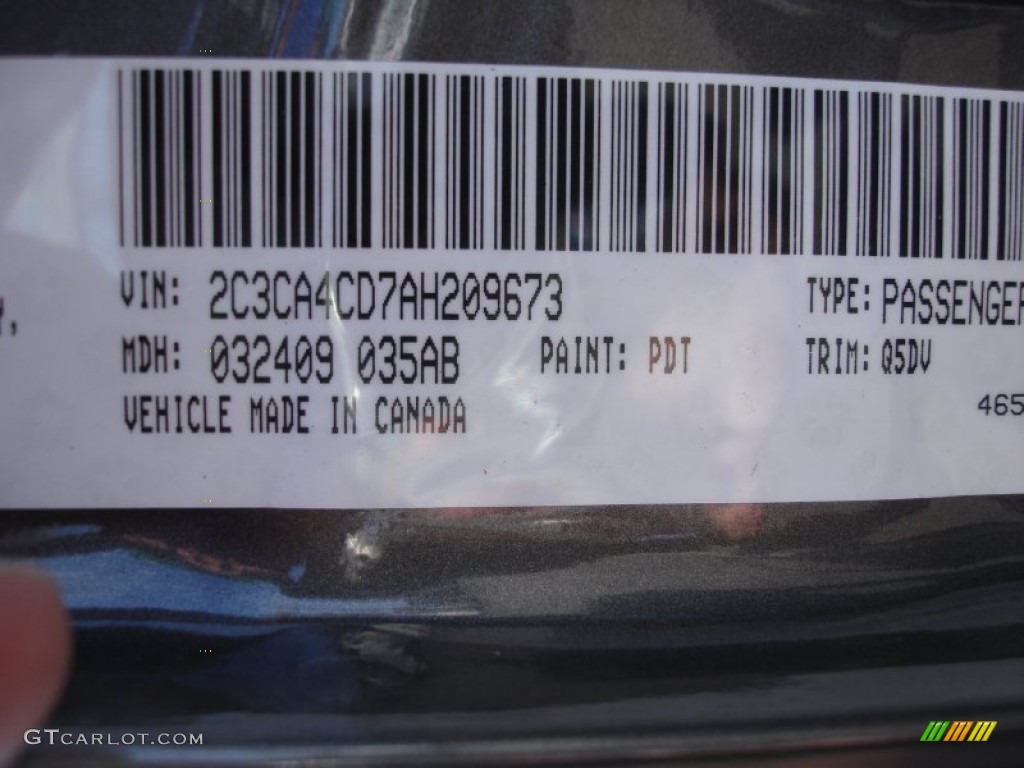 VIN: 2C3CA4CD7AH209673 TYPE: PASSENGER
MDH: 032409 035AB PAINT: PDT TRIM: Q5DV
VEHICLE MADE IN CANADA
465
GTCARLOT.COM